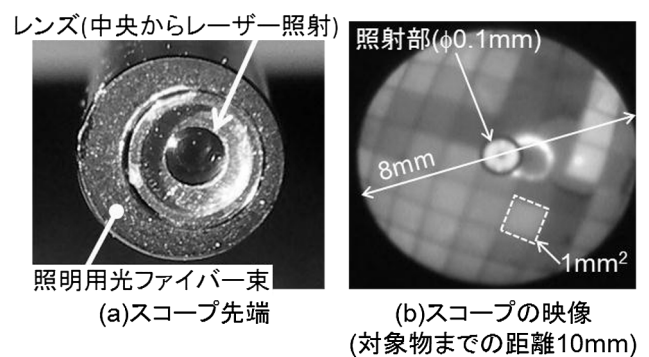 レンズ(中央からレーザー照射)
照明用光ファイバー束
(a)スコープ先端
照射部(ϕ0.1mm)
8mm
1mm²
(b)スコープの映像
(対象物までの距離10mm)